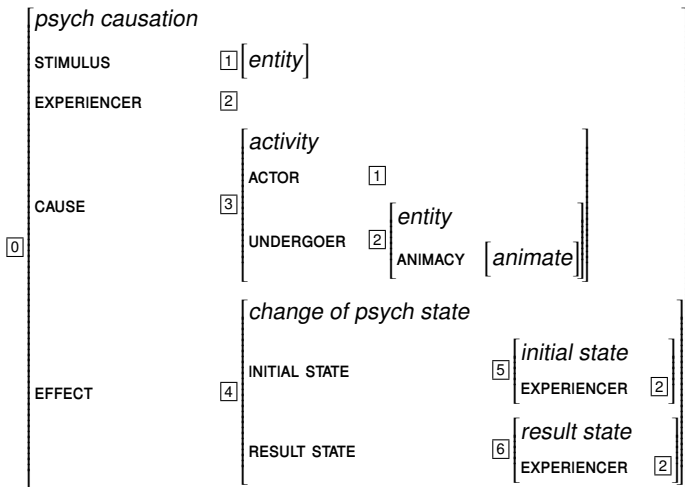 psych causation
STIMULUS 1 [entity]
EXPERIENCER 2
activity
ACTOR 1
CAUSE 3
entity
UNDERGOER 2
ANIMACY [animate]
0
change of psych state
initial state
INITIAL STATE 5
EXPERIENCER 2
EFFECT 4
result state
RESULT STATE 6
EXPERIENCER 2